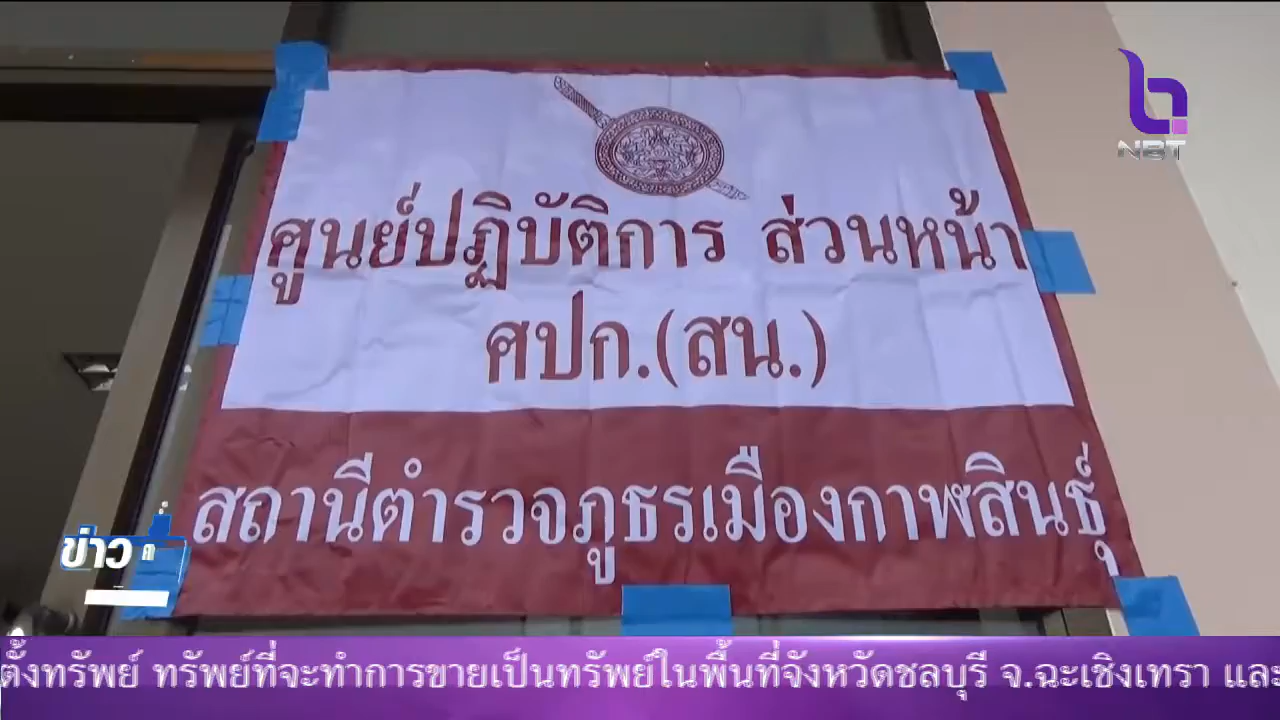 NBT
ศูนย์ปฏิบัติการ ส่วนหน้า
ศปก.(สน.)
สถานีตำรวจภูธรเมืองกาฬสินธุ์
ข่าว
ตั้งทรัพย์ ทรัพย์ที่จะทำการขายเป็นทรัพย์ในพื้นที่จังหวัดชลบุรี จ.ฉะเชิงเทรา และ